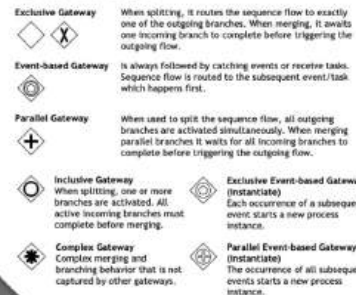 Exclusive Gateway
When splitting, it routes the sequence flow to exactly
one of the outgoing branches. When merging, it awaits
one incoming branch to complete before triggering the
outgoing flow.
Event-based Gateway
Is always followed by catching events or receive tasks.
Sequence flow is routed to the subsequent event/task
which happens first.
Parallel Gateway
When used to split the sequence flow, all outgoing
branches are activated simultaneously. When merging
parallel branches it waits for all incoming branches to
complete before triggering the outgoing flow.
Inclusive Gateway
When splitting, one or more
branches are activated. All
active incoming branches must
complete before merging.
Exclusive Event-based Gatew
(Instantiate)
Each occurrence of a subseque
event starts a new process
instance.
Complex Gateway
Complex merging and
branching behavior that is not
captured by other gateways.
Parallel Event-based Gateway
(Instantiate)
The occurrence of all subseque
events starts a new process
instance.